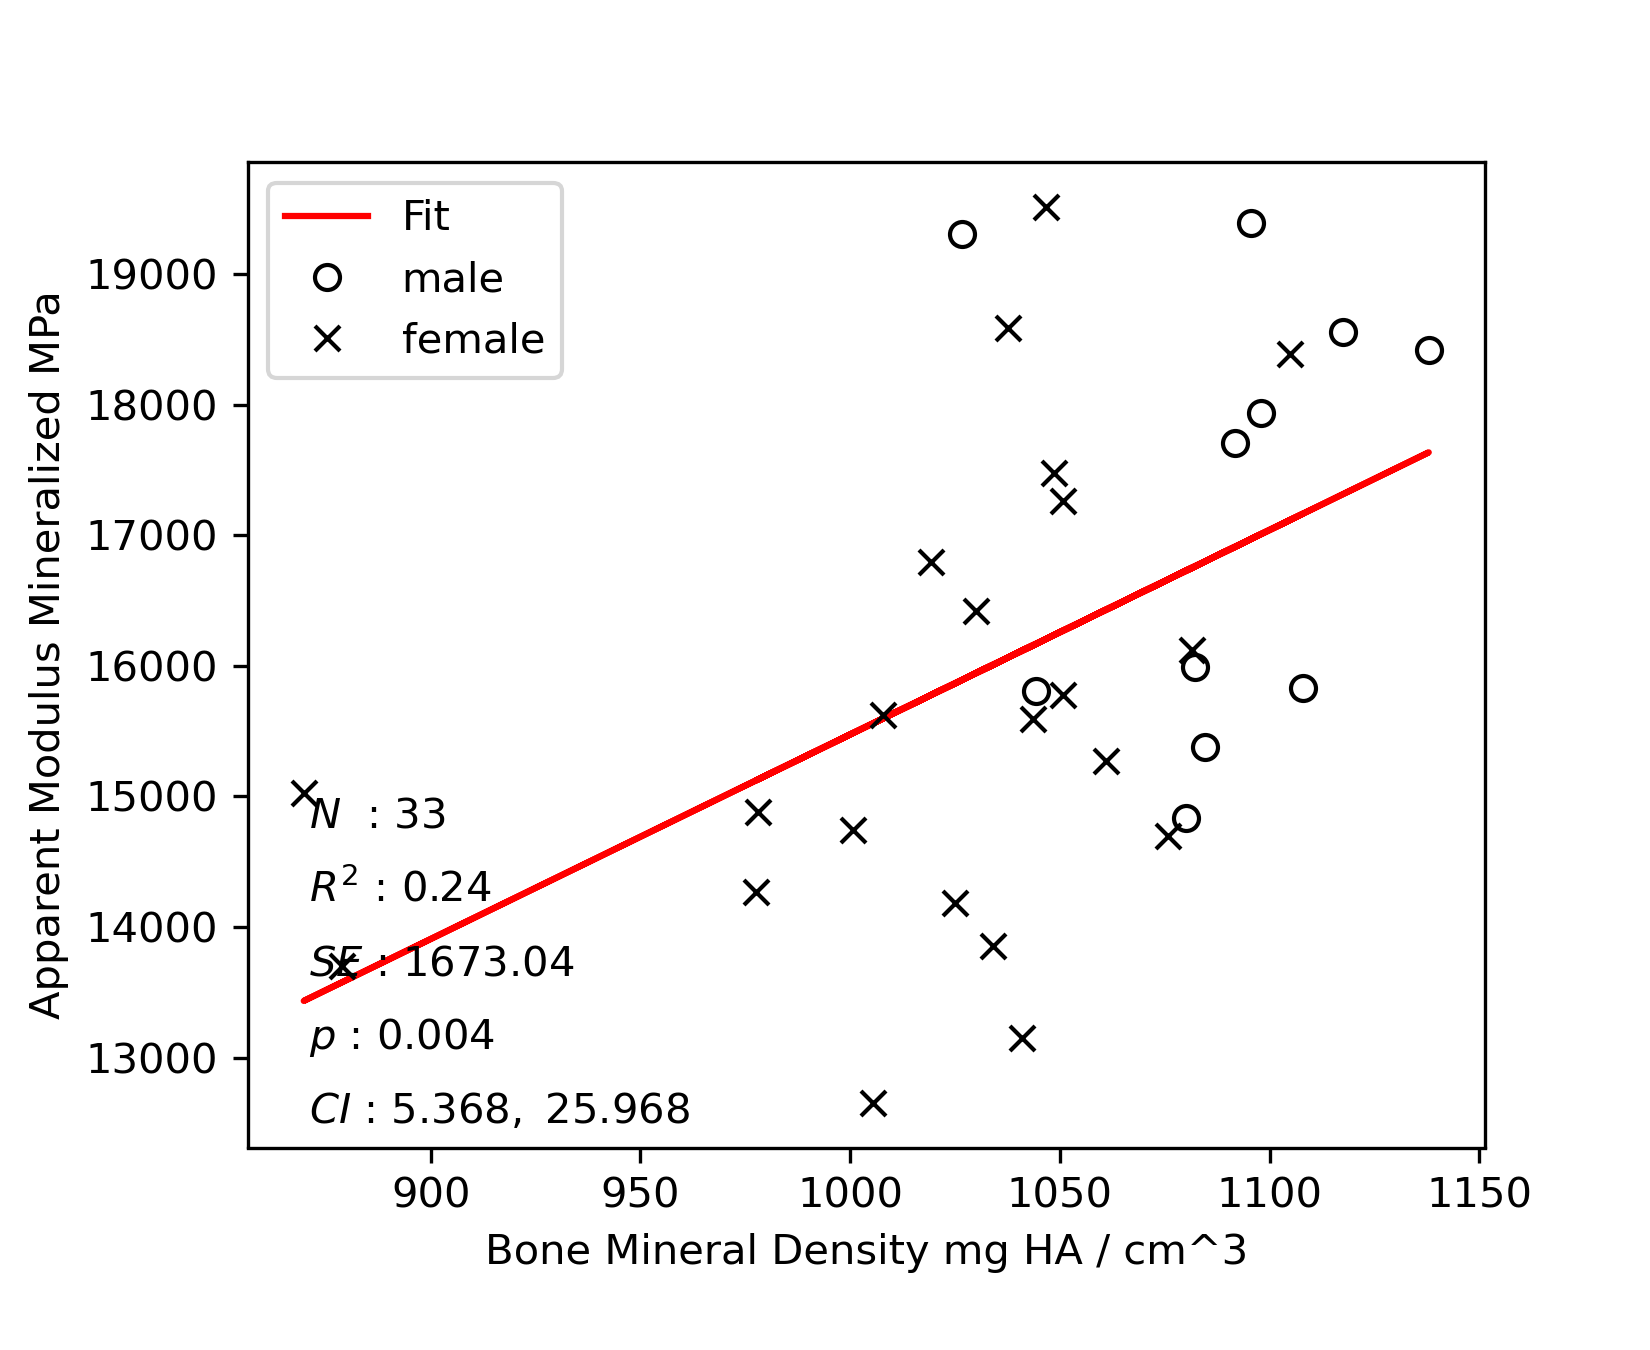 Fit
male
female
19000
18000
17000
16000
15000
14000
13000
Apparent Modulus Mineralized MPa
N : 33
R² : 0.24
SE : 1673.04
p : 0.004
CI : 5.368, 25.968
900 950 1000 1050 1100 1150
Bone Mineral Density mg HA / cm^3